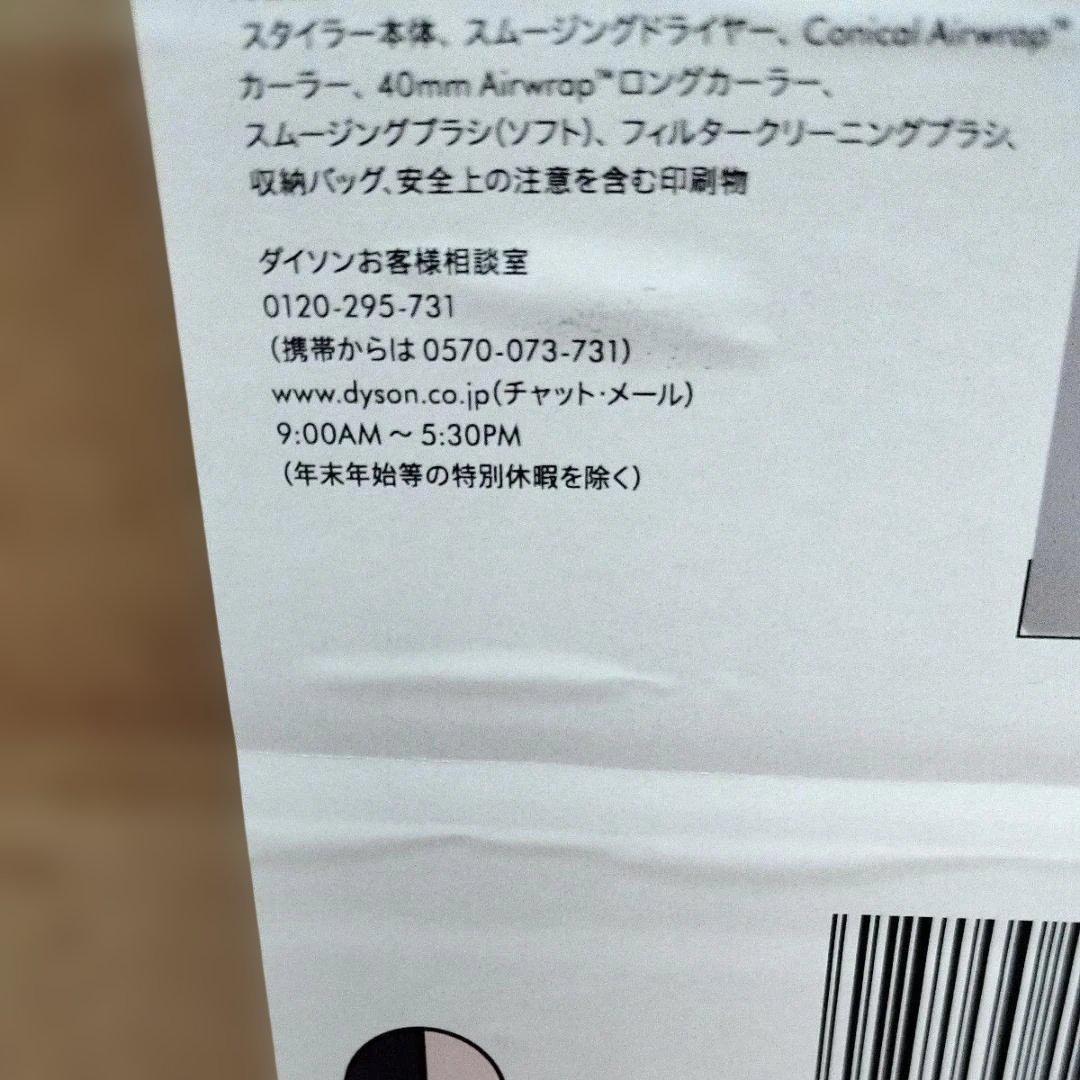 スタイラー本体、スムージングドライヤー、Conical Airwrap™
カーラー、40mm Airwrap™ロングカーラー、
スムージングブラシ(ソフト)、フィルタークリーニングブラシ、
収納バッグ、安全上の注意を含む印刷物
ダイソンお客様相談室
0120-295-731
(携帯からは 0570-073-731)
www.dyson.co.jp(チャット・メール)
9:00AM ~ 5:30PM
(年末年始等の特別休暇を除く)